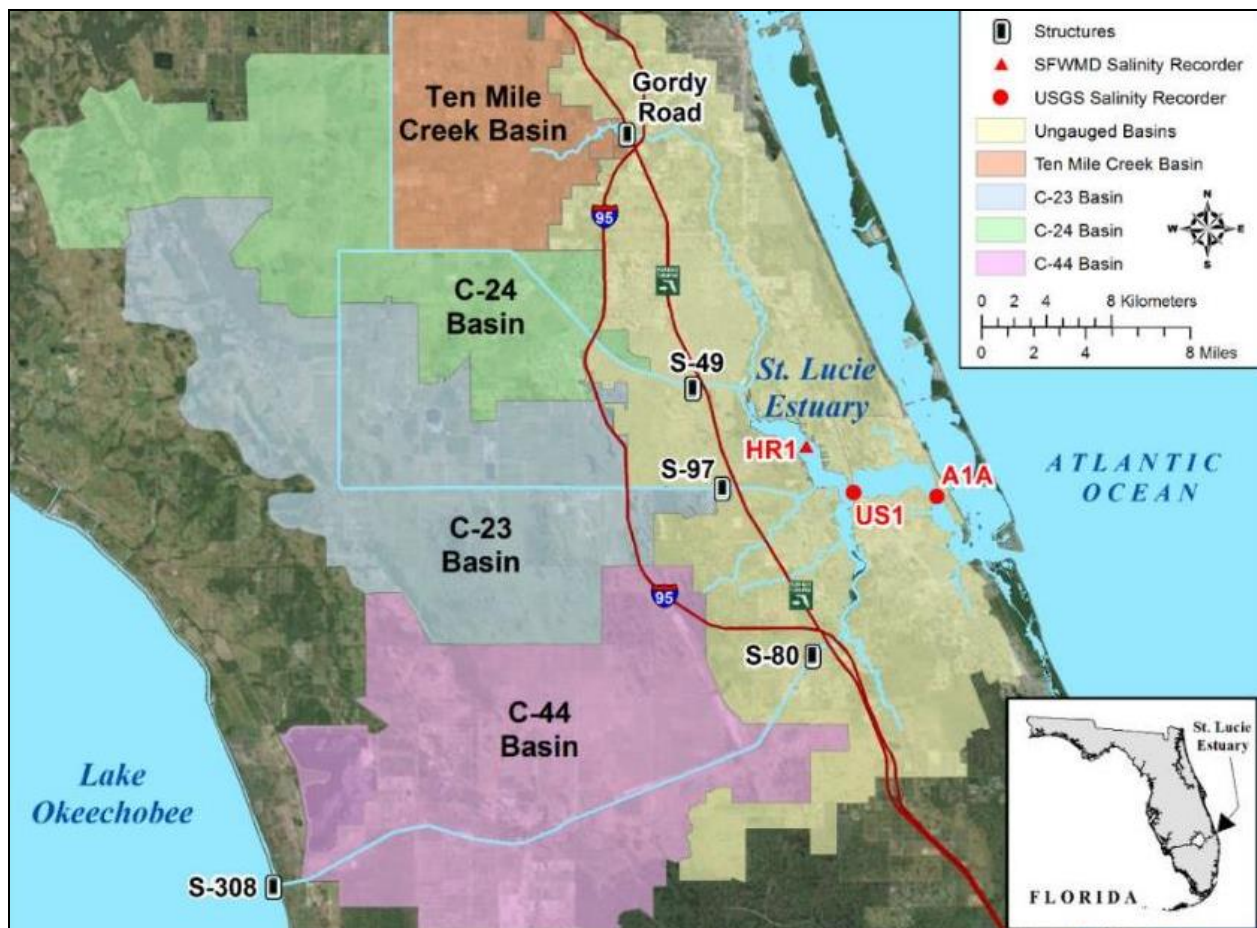 Structures
SFWMD Salinity Recorder
USGS Salinity Recorder
Ungauged Basins
Ten Mile Creek Basin
C-23 Basin
C-24 Basin
C-44 Basin
N
W
E
S
0 2 4 8 Kilometers
0 2 4 8 Miles
Gordy
Road
Ten Mile
Creek Basin
95
C-24
Basin
S-49
St. Lucie
Estuary
HR1
S-97
A1A
US1
ATLANTIC
OCEAN
C-23
Basin
95
S-80
C-44
Basin
Lake
Okeechobee
S-308
St. Lucie
Estuary
FLORIDA